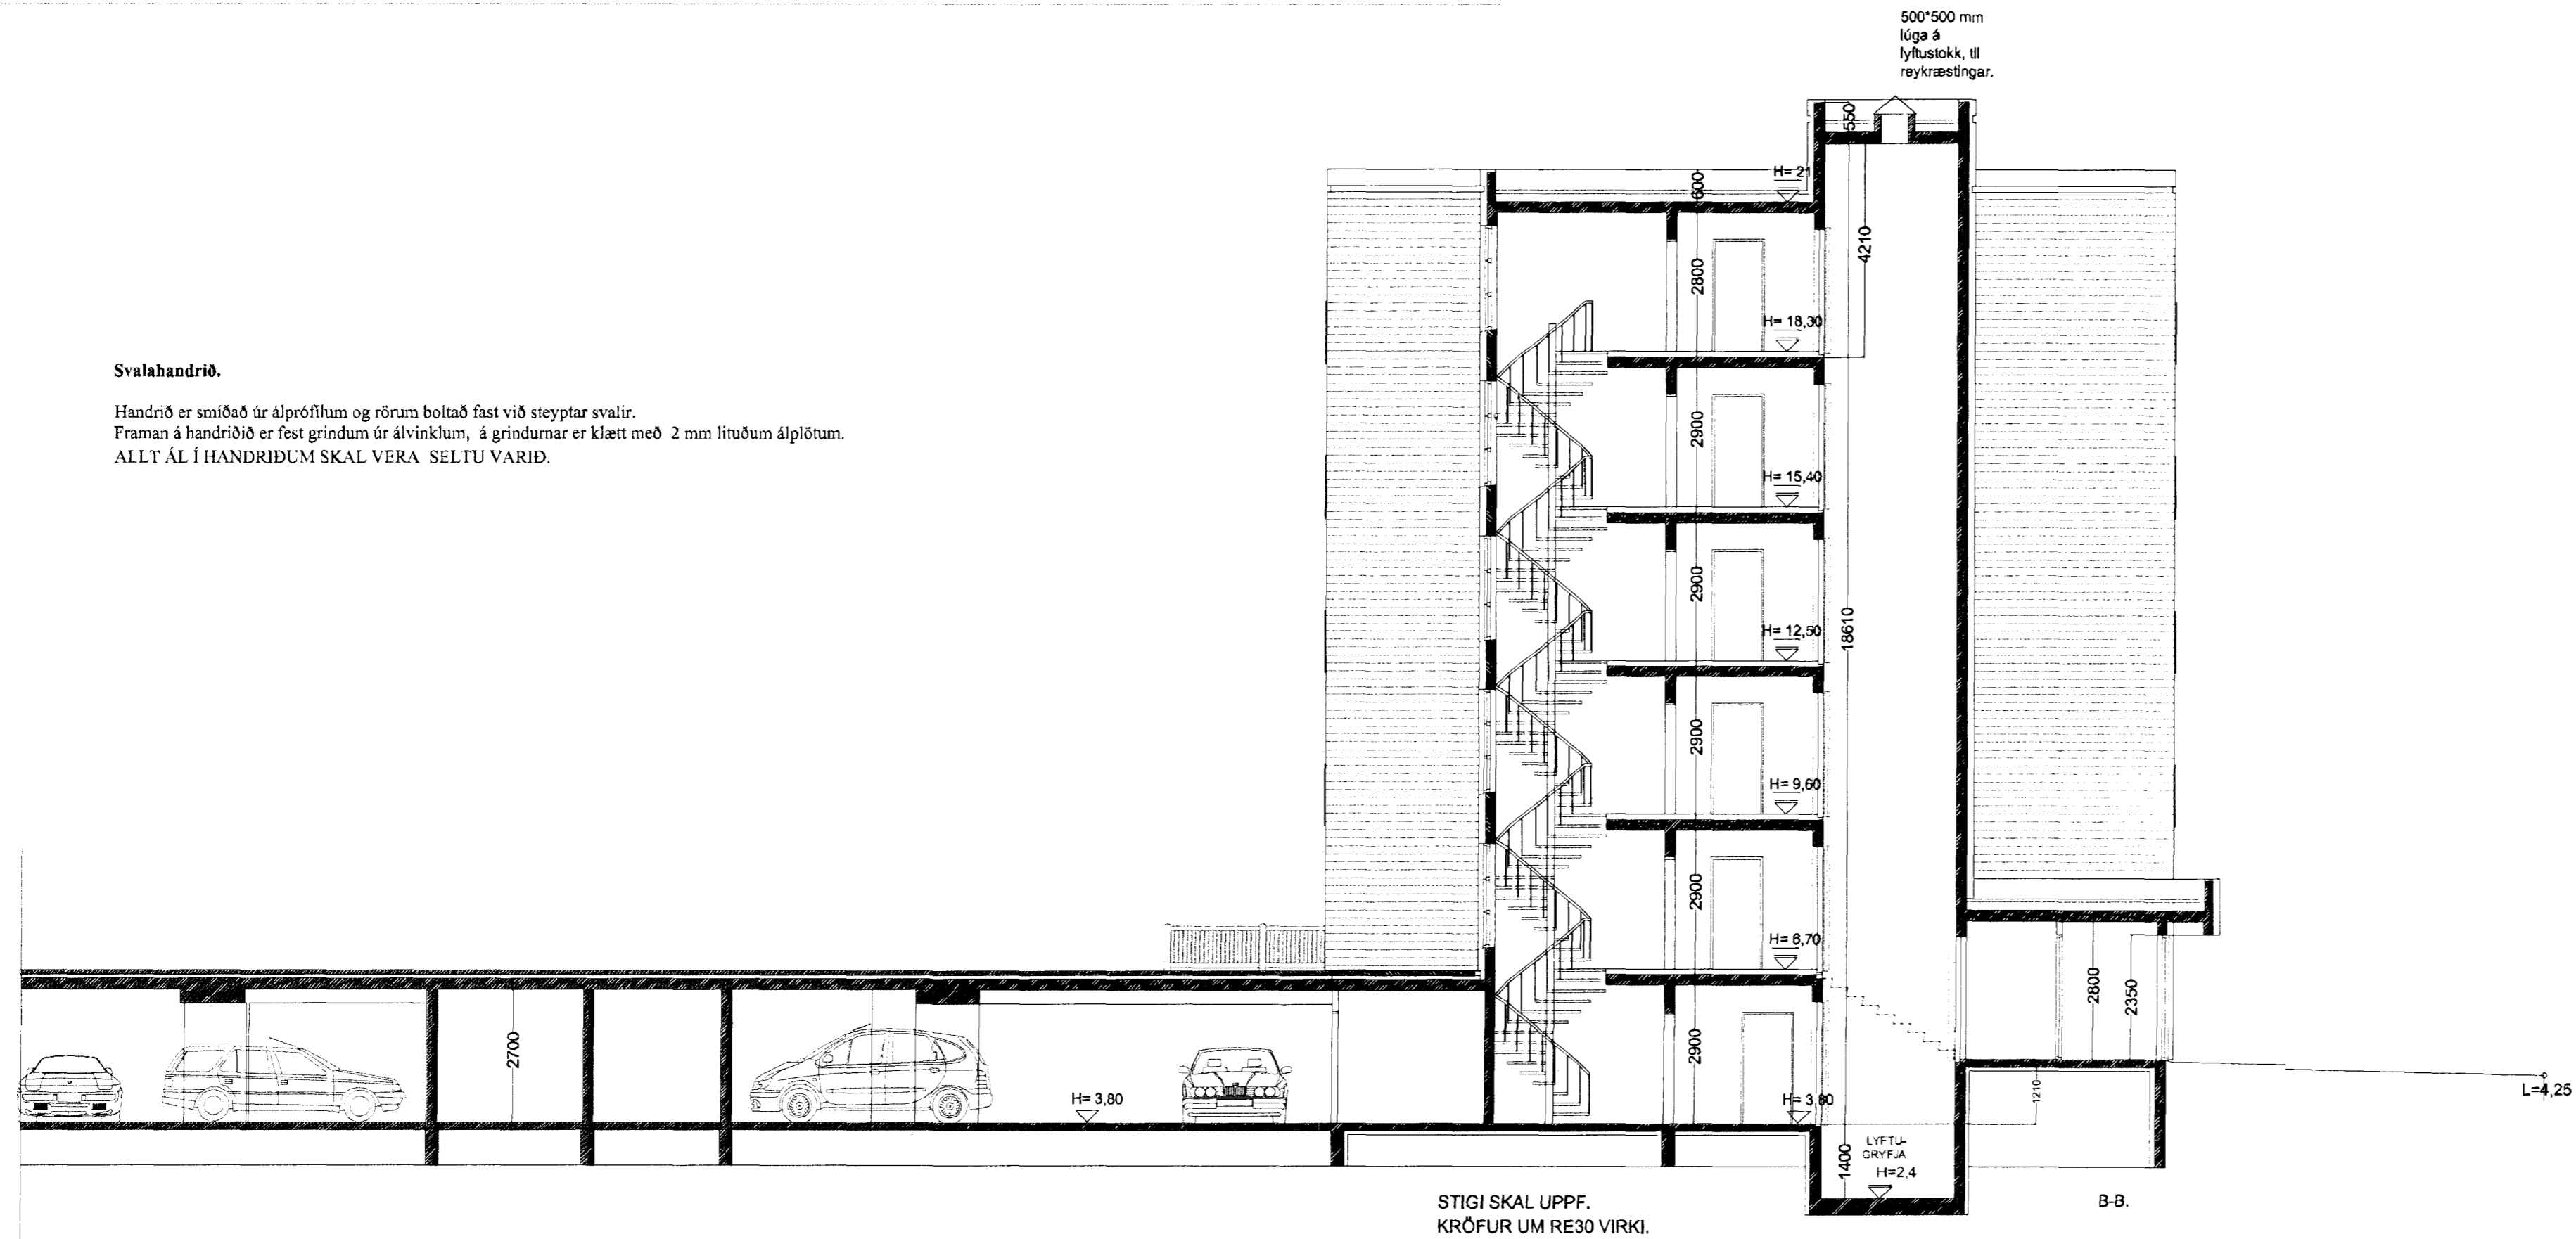 500*500 mm
lúga á
lyftustokk, til
reykræstingar.
550
600
H= 21
4210
2800
H= 18,30
Svalahandrið.
Handrið er smíðað úr álprófílum og rörum boltað fast við steyptar svalir.
Framan á handriðið er fest grindum úr álvinklum, á grindurnar er klætt með 2 mm lituðum álplötum.
ALLT ÁL Í HANDRIÐUM SKAL VERA SELTU VARIÐ.
2900
H= 15,40
2900
H= 12,50
18610
2900
H= 9,60
2900
H= 6,70
2800
2350
2700
2900
H= 3,80
H= 3,80
1210
L=4,25
LYFTU-
GRYFJA
H=2,4
1400
STIGI SKAL UPPF.
KRÖFUR UM RE30 VIRKI.
B-B.